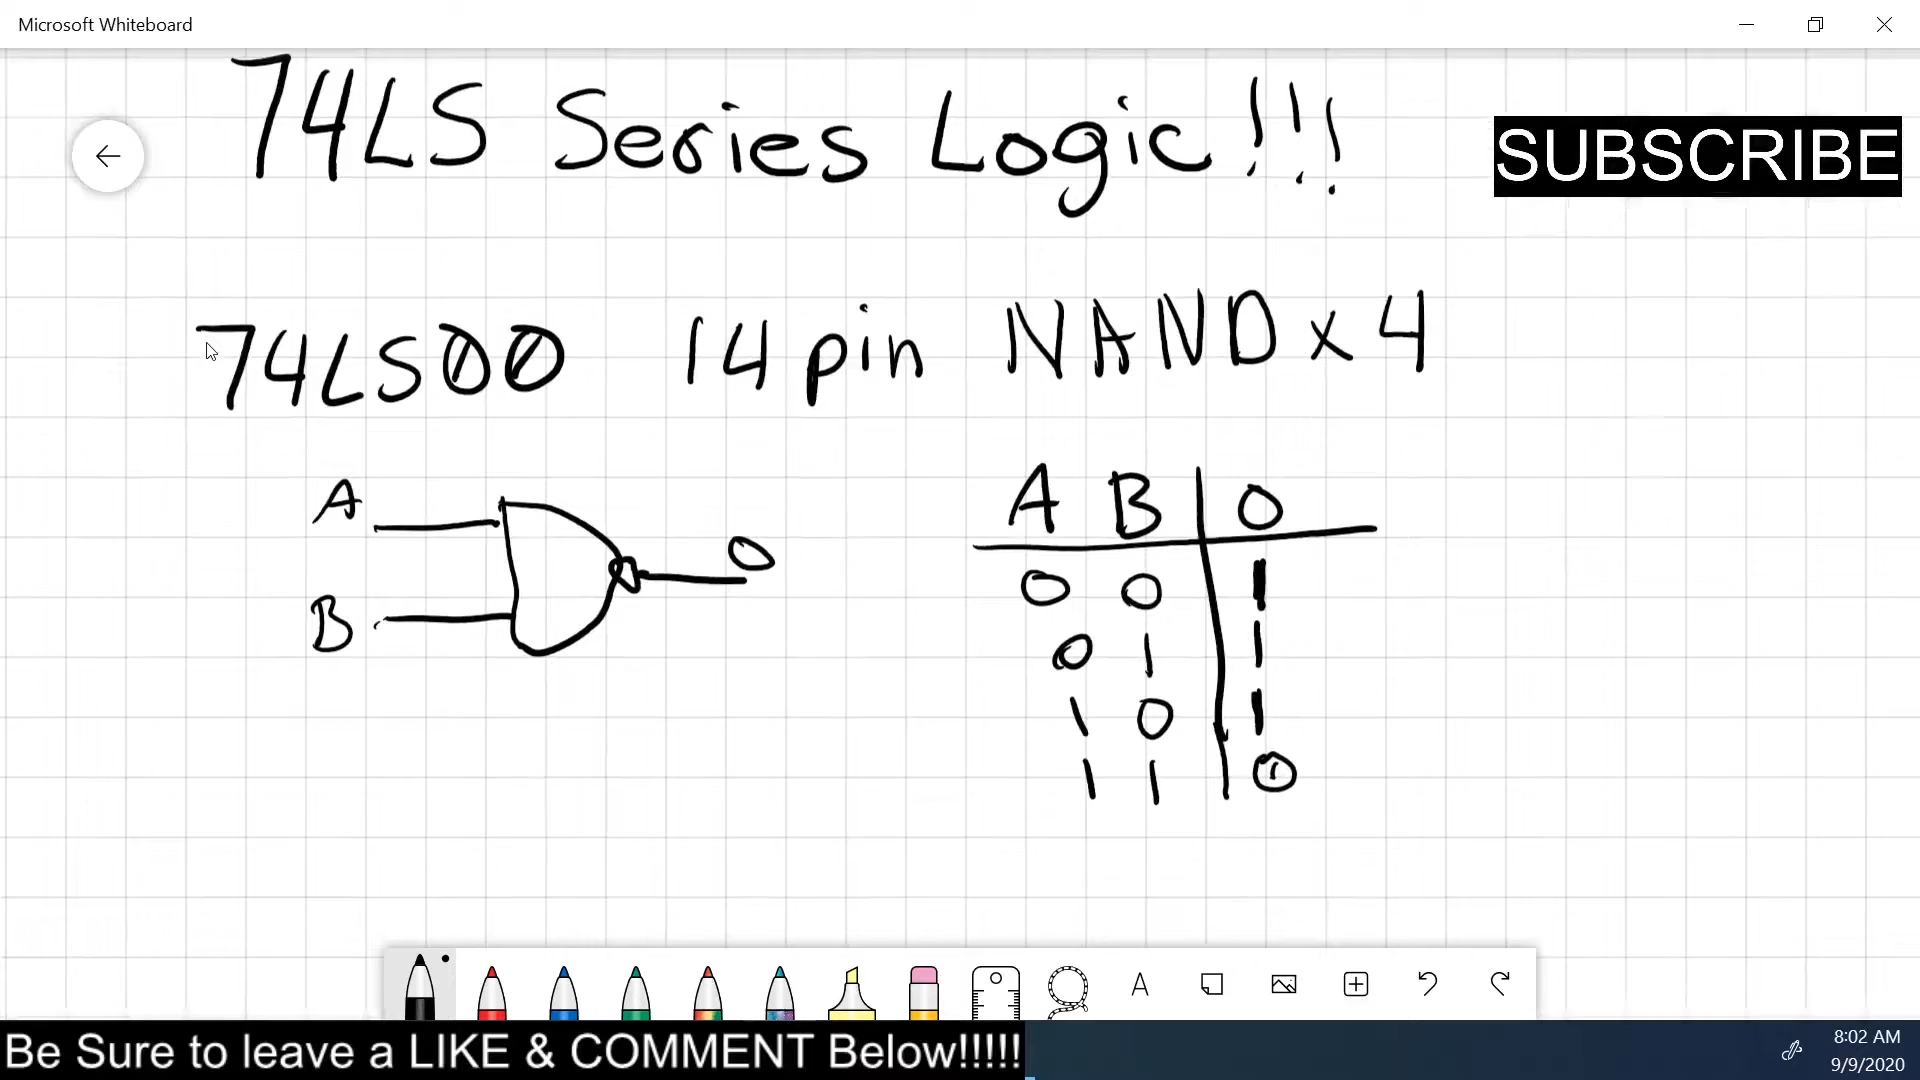 Microsoft Whiteboard
74LS Series Logic!!!
SUBSCRIBE
74LS00 14 pin NAND x 4
A
B
O
A B O
0 0 1
0 1 1
1 0 1
1 1 0
A
Be Sure to leave a LIKE & COMMENT Below!!!!!
8:02 AM
9/9/2020